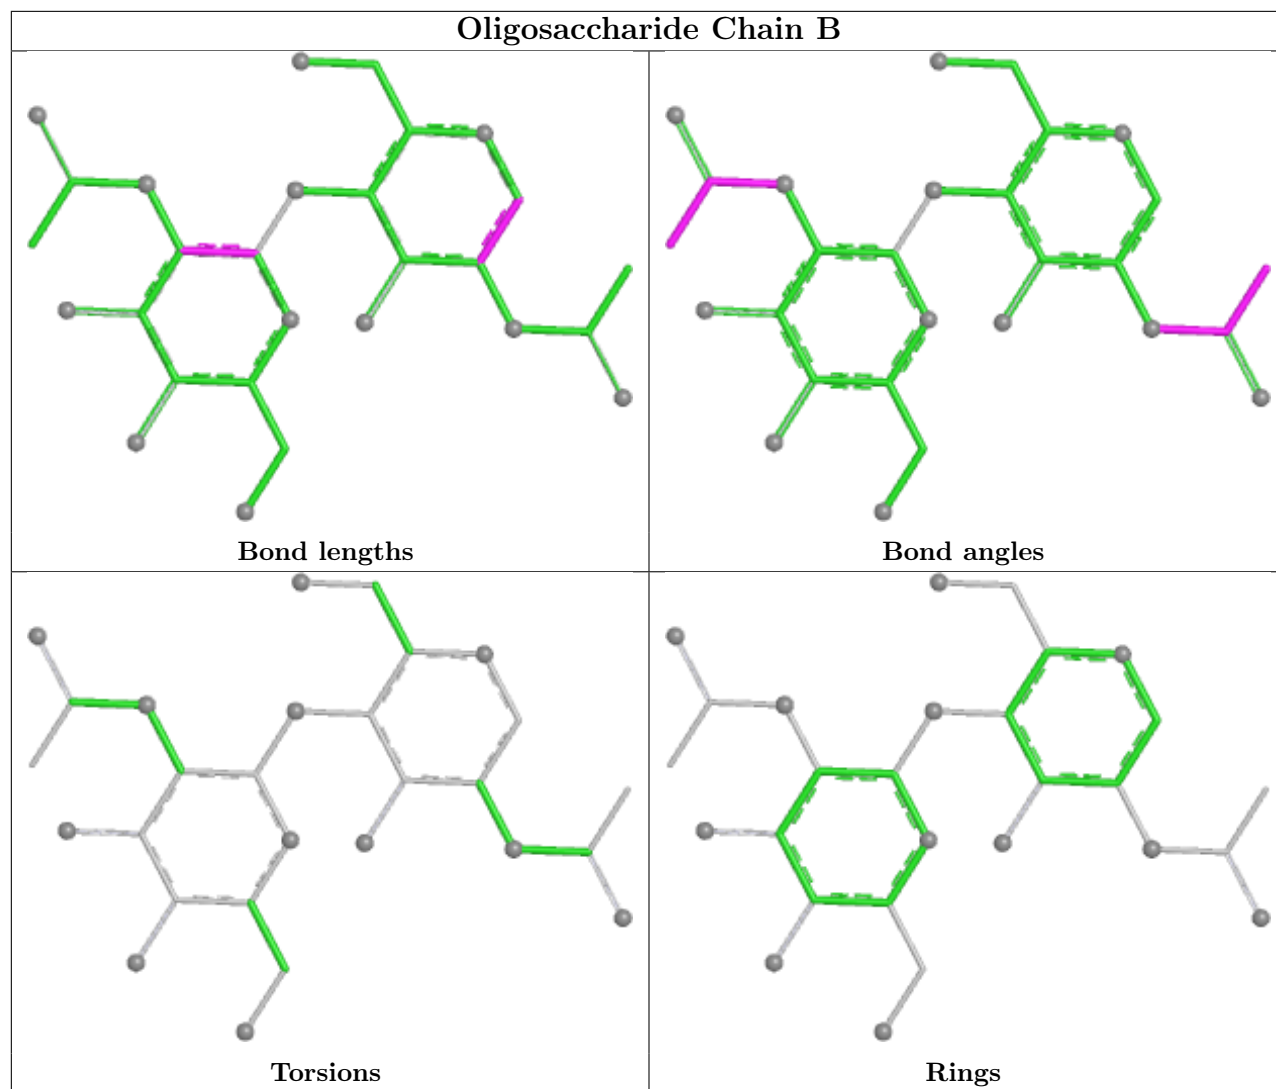 Oligosaccharide Chain B
Bond lengths
Bond angles
Torsions
Rings